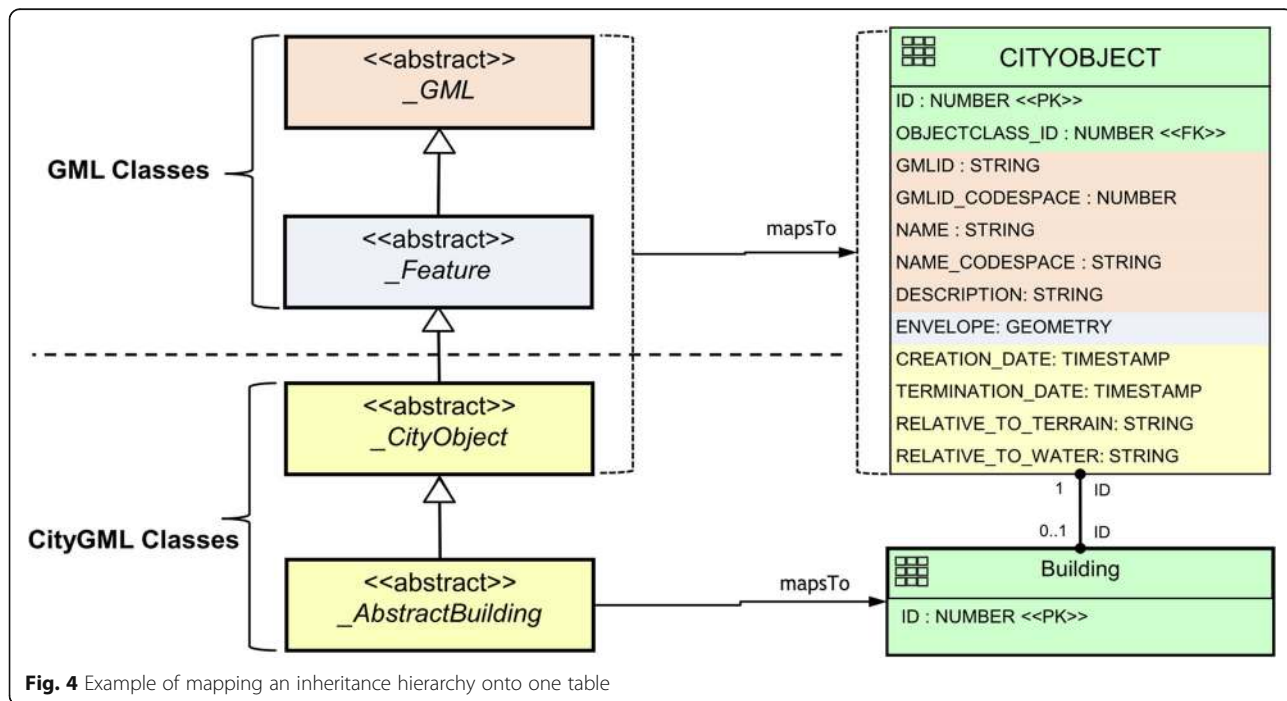 <<abstract>>
_GML
<<abstract>>
_Feature
GML Classes
<<abstract>>
_CityObject
<<abstract>>
_AbstractBuilding
CityGML Classes
mapsTo
mapsTo
CITYOBJECT
ID : NUMBER <<PK>>
OBJECTCLASS_ID : NUMBER <<FK>>
GMLID : STRING
GMLID_CODESPACE : NUMBER
NAME : STRING
NAME_CODESPACE : STRING
DESCRIPTION: STRING
ENVELOPE: GEOMETRY
CREATION_DATE: TIMESTAMP
TERMINATION_DATE: TIMESTAMP
RELATIVE_TO_TERRAIN: STRING
RELATIVE_TO_WATER: STRING
1 ID
0..1 ID
Building
ID : NUMBER <<PK>>
Fig. 4 Example of mapping an inheritance hierarchy onto one table